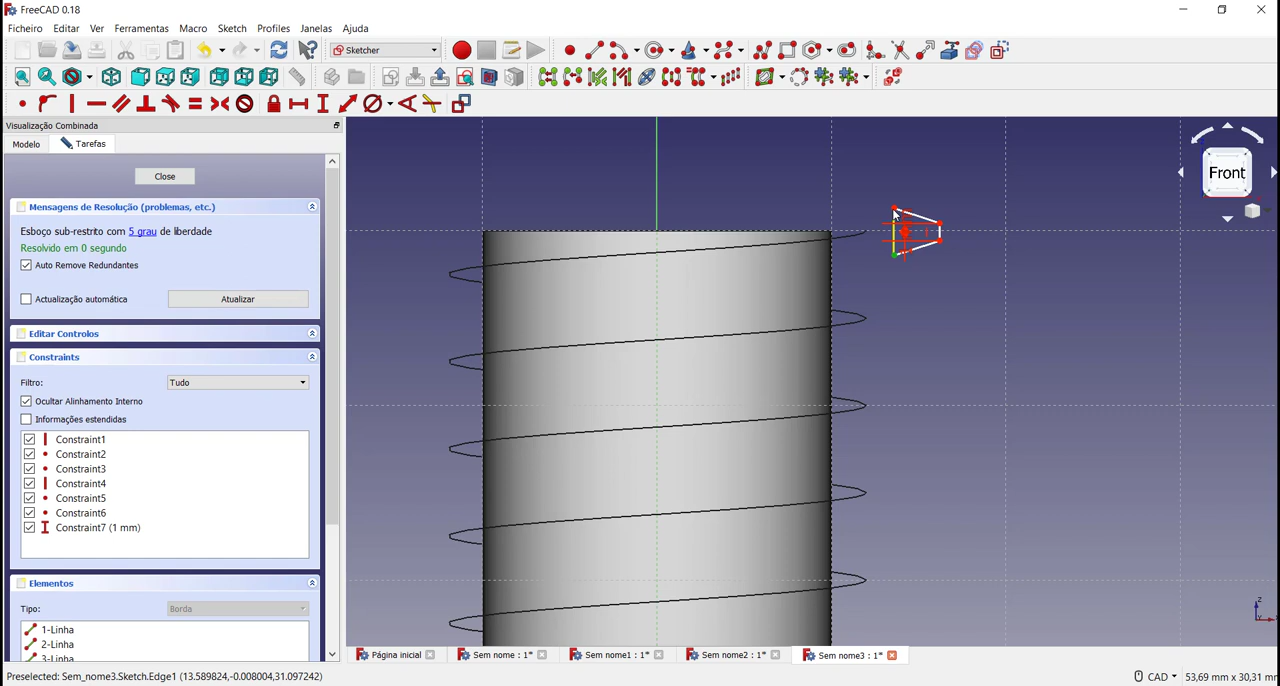 FreeCAD 0.18
Ficheiro Editar Ver Ferramentas Macro Sketch Profiles Janelas Ajuda
Sketcher
Visualização Combinada
Modelo Tarefas
Close
Mensagens de Resolução (problemas, etc.)
Esboço sub-restrito com 5 grau de liberdade
Resolvido em 0 segundo
Auto Remove Redundantes
Actualização automática Atualizar
Editar Controlos
Constraints
Filtro: Tudo
Ocultar Alinhamento Interno
Informações estendidas
Constraint1
Constraint2
Constraint3
Constraint4
Constraint5
Constraint6
Constraint7 (1 mm)
Elementos
Tipo: Borda
1-Linha
2-Linha
3-Linha
Front
Z
Página inicial Sem nome : 1* Sem nome1 : 1* Sem nome2 : 1* Sem nome3 : 1*
Preselected: Sem_nome3.Sketch.Edge1 (13.589824,-0.008004,31.097242) CAD 53,69 mm x 30,31 mm